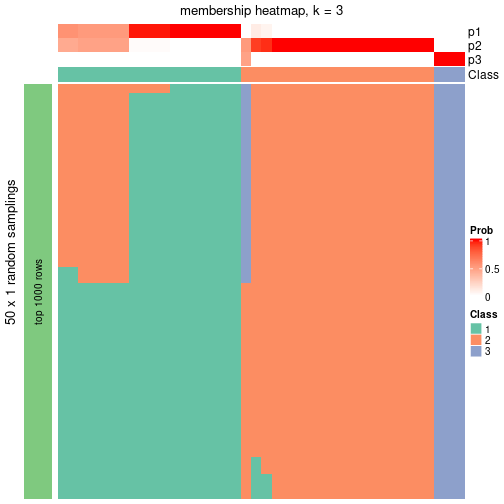 membership heatmap, k = 3
p1
p2
p3
Class
50 x 1 random samplings
top 1000 rows
Prob
1
0.5
0
Class
1
2
3